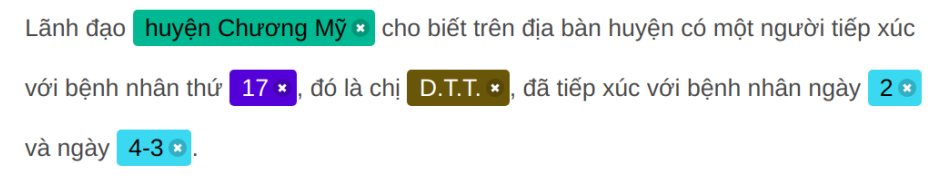 Lãnh đạo huyện Chương Mỹ cho biết trên địa bàn huyện có một người tiếp xúc
với bệnh nhân thứ 17, đó là chị D.T.T., đã tiếp xúc với bệnh nhân ngày 2
và ngày 4-3.